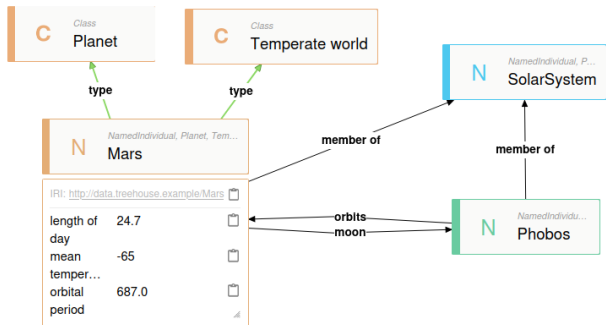 Class
C
Planet
Class
C
Temperate world
type
type
NamedIndividual, P...
N
SolarSystem
NamedIndividual, Planet, Tem...
N
Mars
member of
member of
IRI: http://data.treehouse.example/Mars
length of
day
24.7
mean
temper...
-65
orbital
period
687.0
orbits
moon
NamedIndividu...
N
Phobos